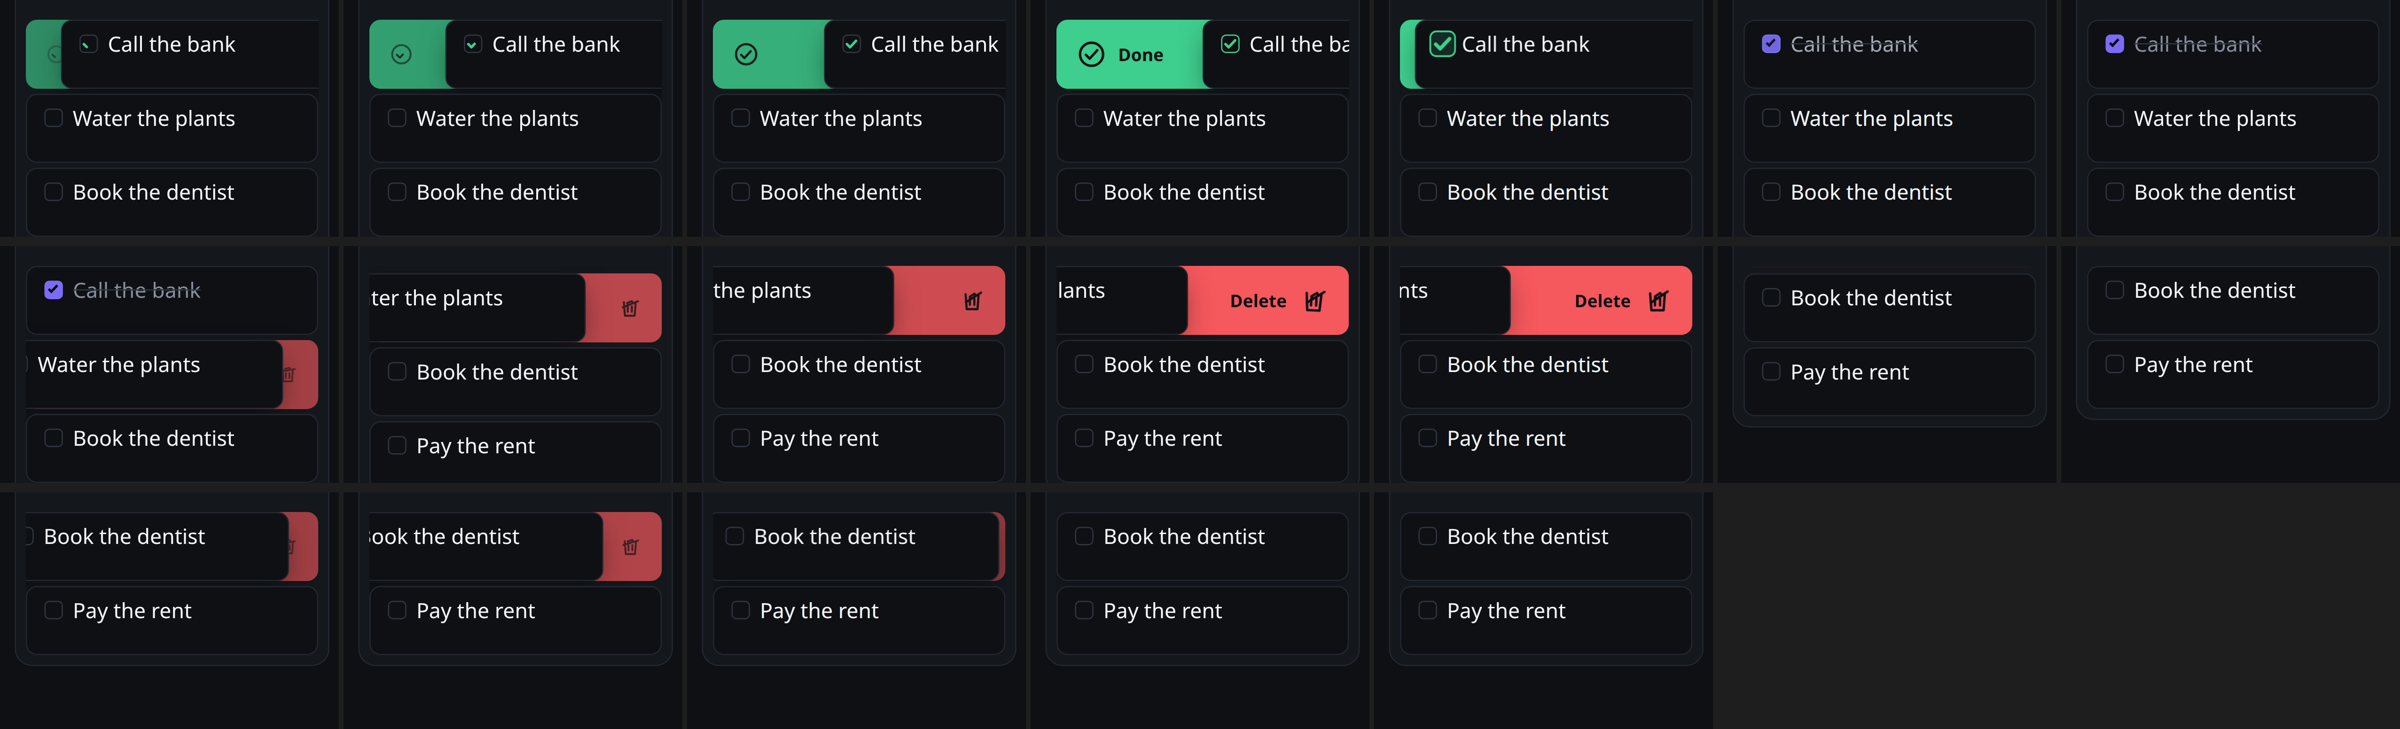 Call the bank
Water the plants
Book the dentist
Call the bank
Water the plants
Book the dentist
Call the bank
Water the plants
Book the dentist
Done
Call the ba
Water the plants
Book the dentist
Call the bank
Water the plants
Book the dentist
Call the bank
Water the plants
Book the dentist
Call the bank
Water the plants
Book the dentist
Call the bank
Water the plants
Book the dentist
ter the plants
Book the dentist
Pay the rent
the plants
Book the dentist
Pay the rent
lants
Delete
Book the dentist
Pay the rent
nts
Delete
Book the dentist
Pay the rent
Book the dentist
Pay the rent
Book the dentist
Pay the rent
Book the dentist
Pay the rent
ook the dentist
Pay the rent
Book the dentist
Pay the rent
Book the dentist
Pay the rent
Book the dentist
Pay the rent